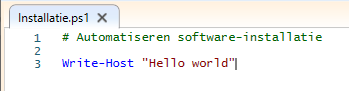 Installatie.ps1 X
1 # Automatiseren software-installatie
2
3 Write-Host "Hello world"